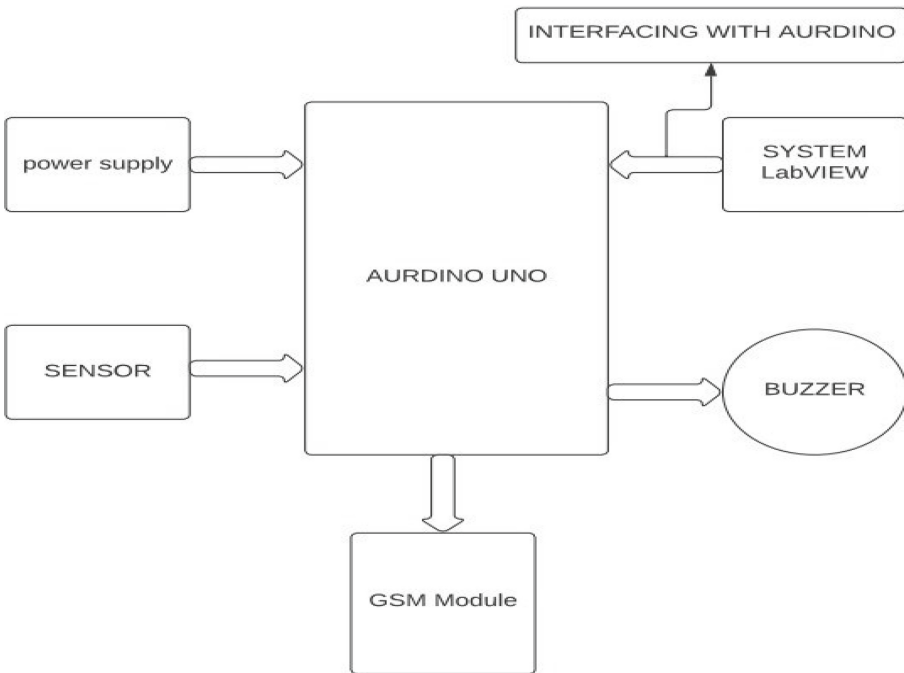 INTERFACING WITH AURDINO
power supply
SYSTEM
LabVIEW
AURDINO UNO
SENSOR
BUZZER
GSM Module